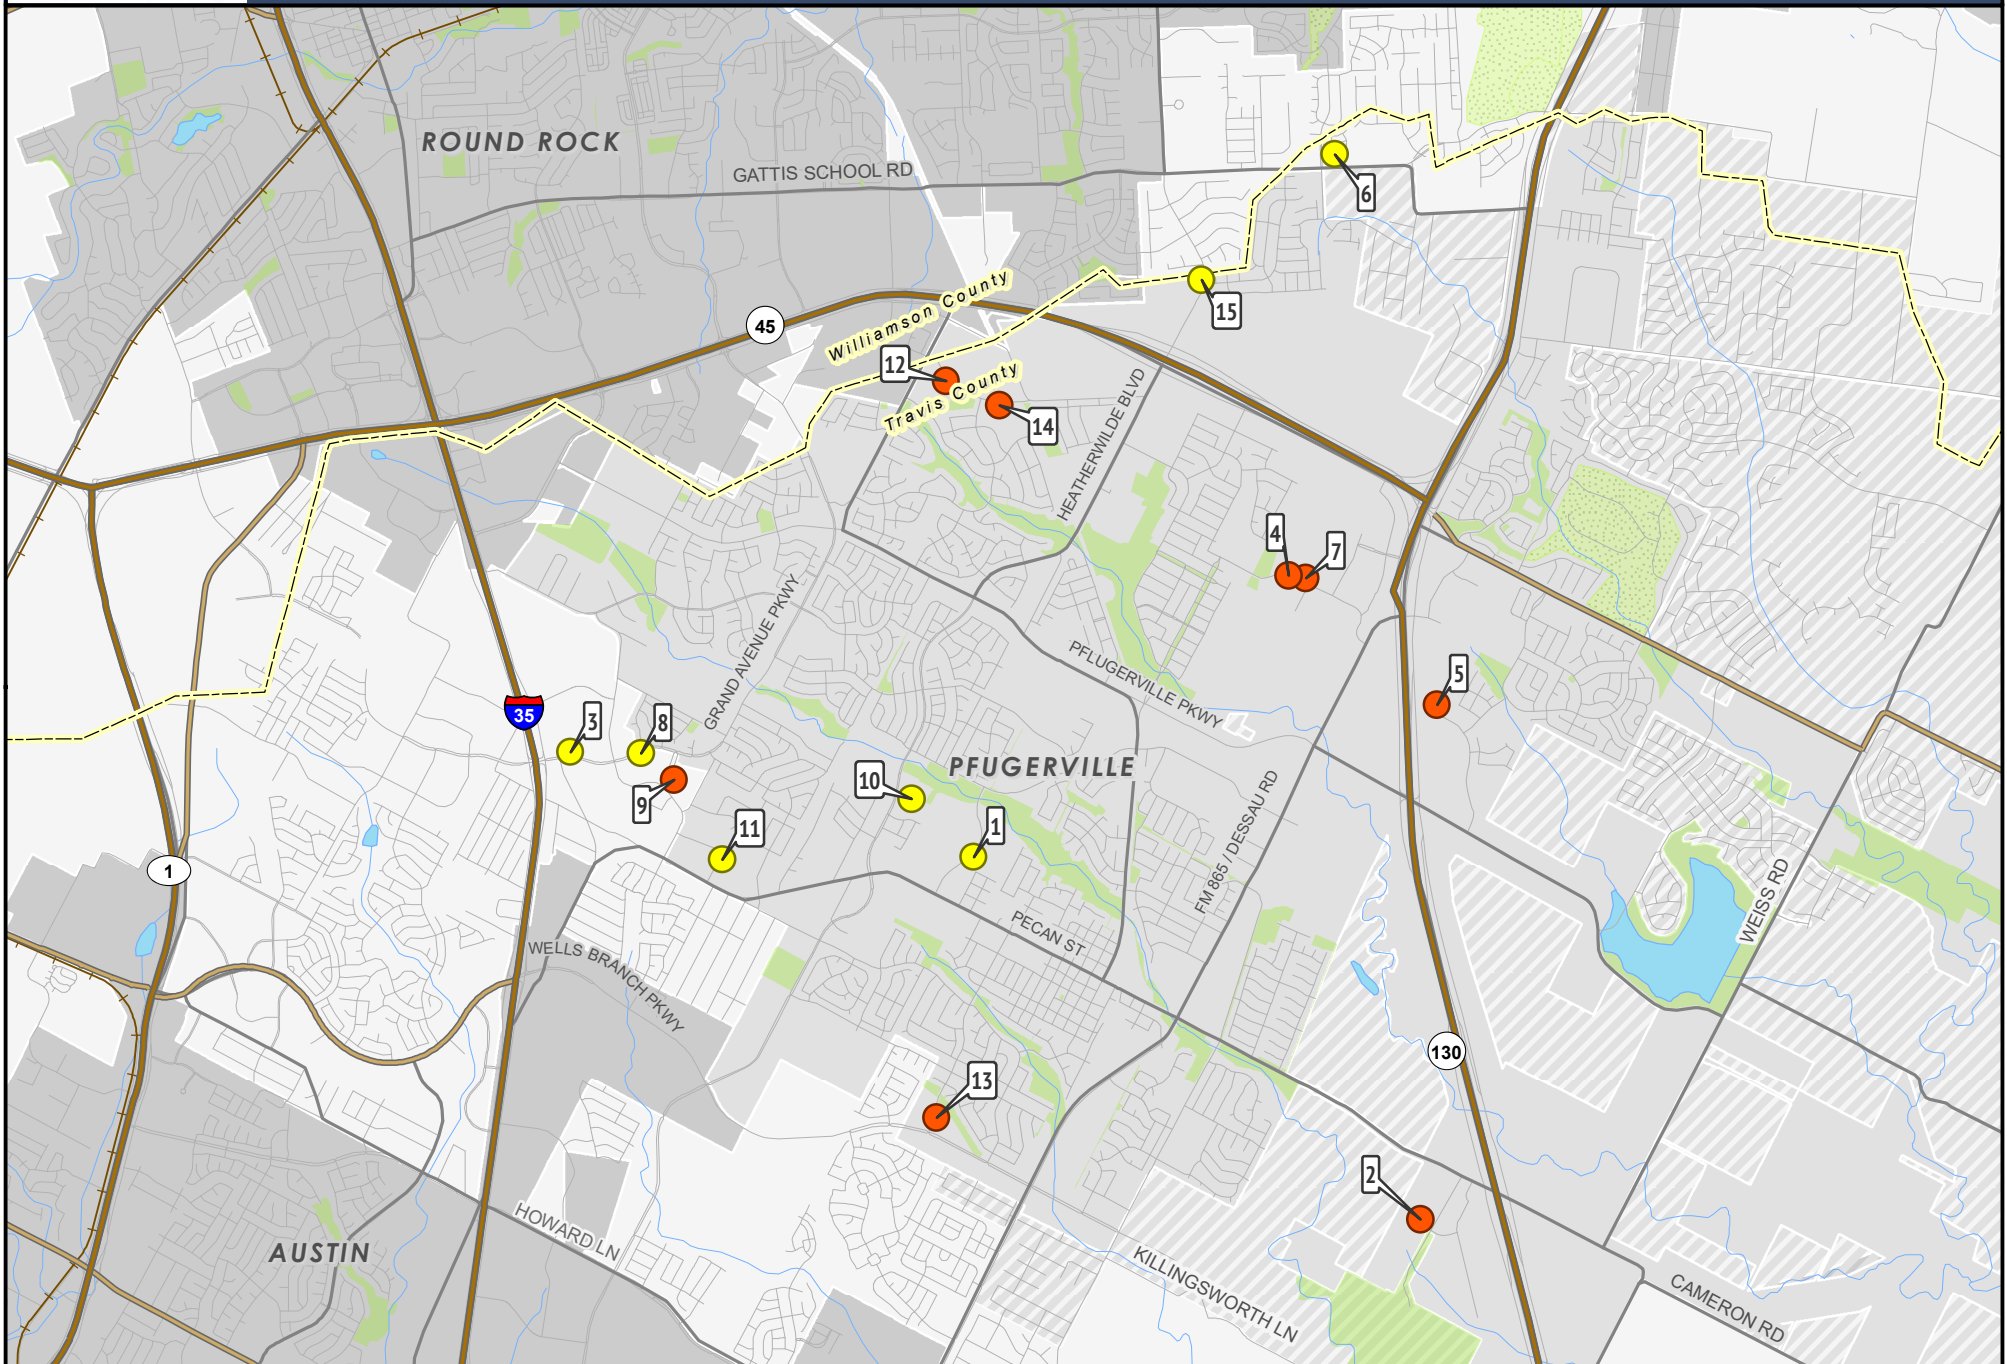 ROUND ROCK
GATTIS SCHOOL RD
6
Williamson County
15
45
12
Travis County
14
HEATHERWILDE BLVD
4
7
GRAND AVENUE PKWY
PFLUGERVILLE PKWY
5
35
3
8
PFUGERVILLE
10
9
11
1
FM 865 / DESSAU RD
1
WEISS RD
PECAN ST
WELLS BRANCH PKWY
130
13
2
HOWARD LN
AUSTIN
KILLINGSWORTH LN
CAMERON RD